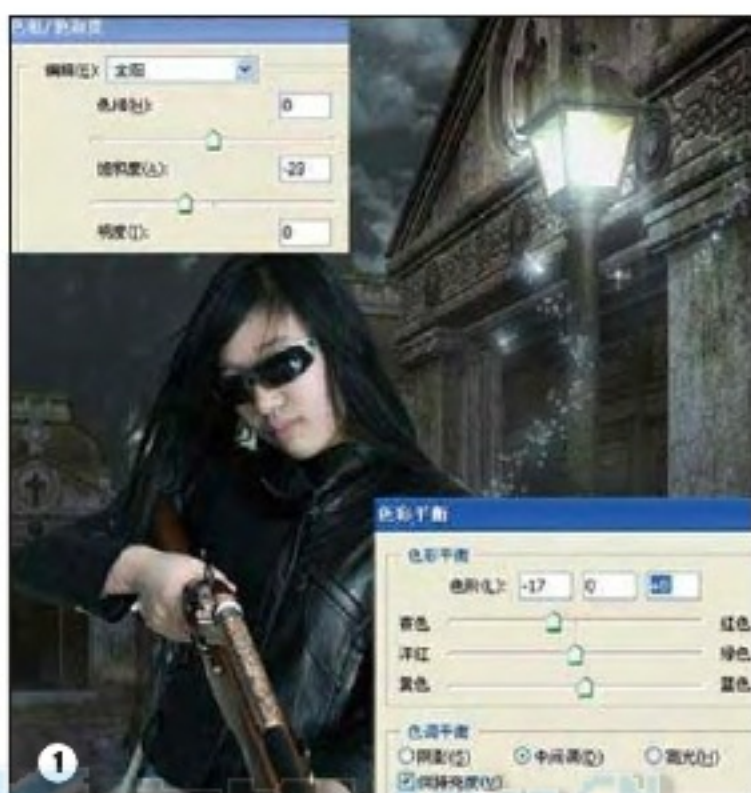 色相/饱和度
编辑(E): 全图
色相(H): 0
饱和度(A):
明度(I): 0
色彩平衡
色彩平衡
色阶(L): -17 0
青色 红色
洋红 绿色
黄色 蓝色
色调平衡
阴影(S) 中间调(D) 高光(H)
保持亮度(V)
1